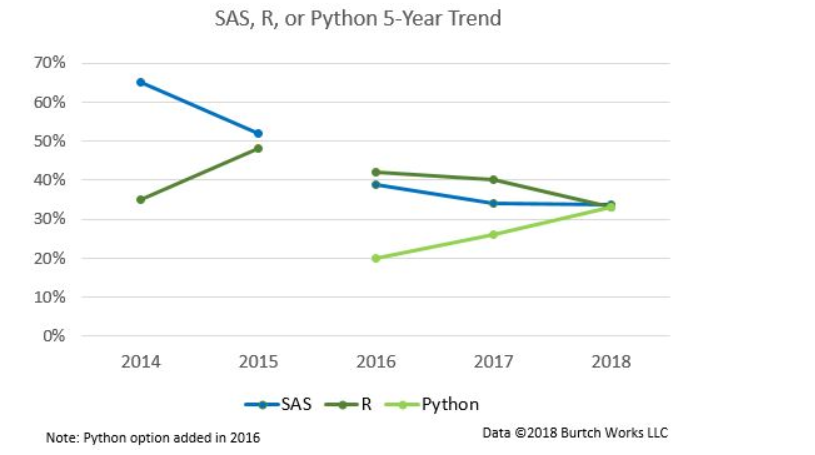 SAS, R, or Python 5-Year Trend
70%
60%
50%
40%
30%
20%
10%
0%
2014 2015 2016 2017 2018
SAS R Python
Note: Python option added in 2016
Data ©2018 Burtch Works LLC